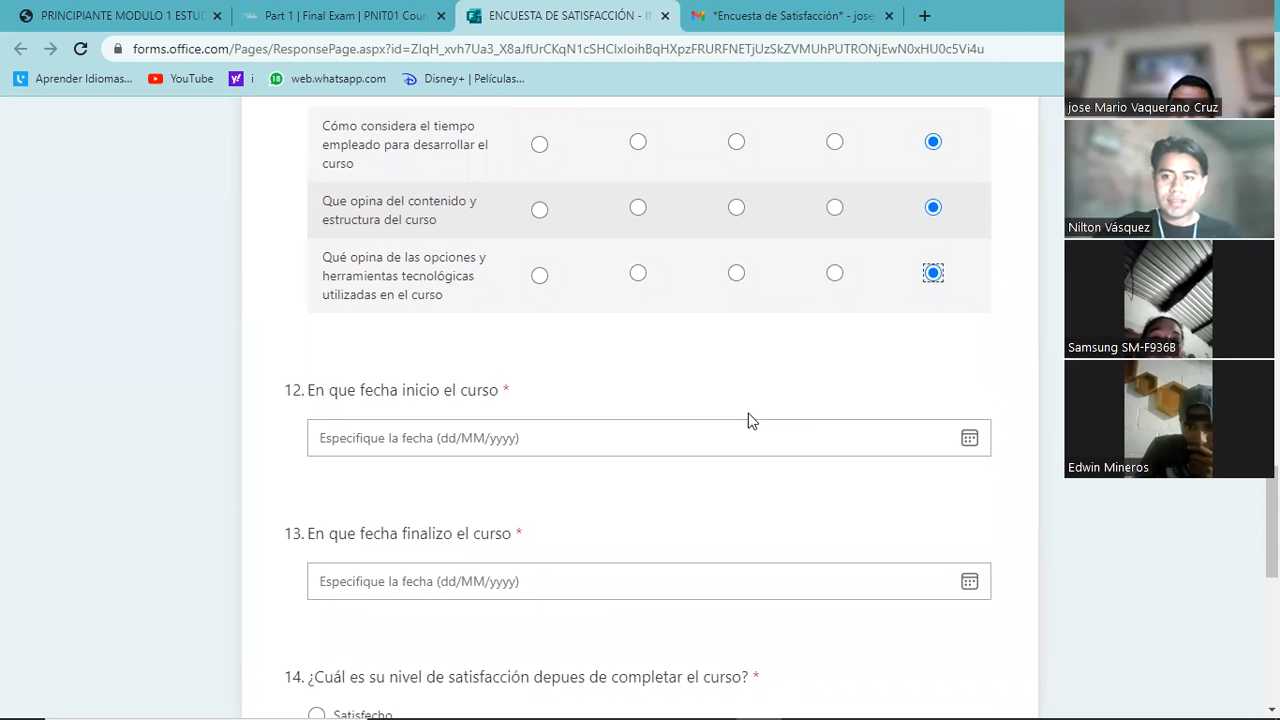 PRINCIPIANTE MODULO 1 ESTUD
Part 1 | Final Exam | PNIT01 Cour
ENCUESTA DE SATISFACCIÓN - I
*Encuesta de Satisfacción* - jose
forms.office.com/Pages/ResponsePage.aspx?id=ZIqH_xvh7Ua3_X8aJfUrCKqN1cSHCIxIoihBqHXpzFRURFNETjUzSkZVMUhPUTRONjEwN0xHU0c5Vi4u
Aprender Idiomas...
YouTube
i
web.whatsapp.com
Disney+ | Películas,...
Cómo considera el tiempo
empleado para desarrollar el
curso
Que opina del contenido y
estructura del curso
Qué opina de las opciones y
herramientas tecnológicas
utilizadas en el curso
12. En que fecha inicio el curso *
Especifique la fecha (dd/MM/yyyy)
13. En que fecha finalizo el curso *
Especifique la fecha (dd/MM/yyyy)
14. ¿Cuál es su nivel de satisfacción depues de completar el curso? *
Satisfecho
jose Mario Vaquerano Cruz
Nilton Vásquez
Samsung SM-F936B
Edwin Mineros